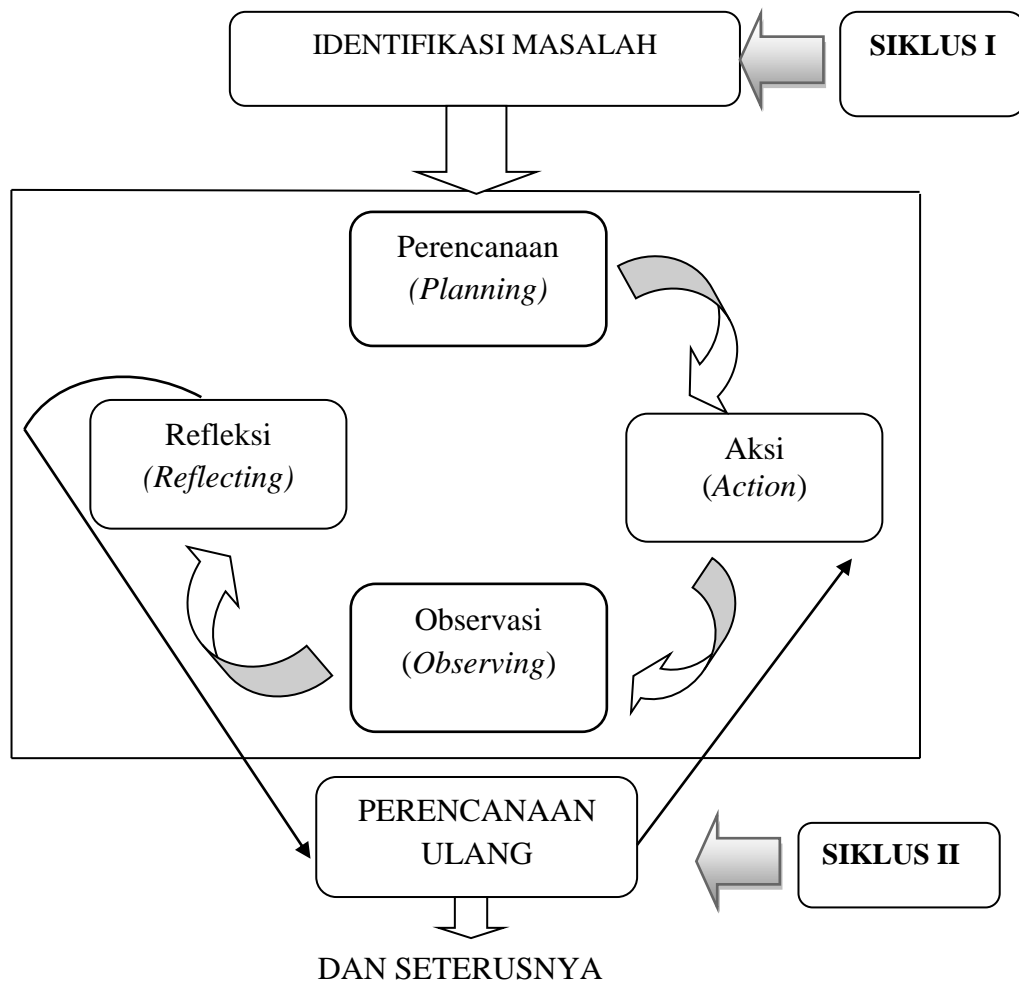 IDENTIFIKASI MASALAH
SIKLUS I
Perencanaan
(Planning)
Refleksi
(Reflecting)
Aksi
(Action)
Observasi
(Observing)
PERENCANAAN
ULANG
SIKLUS II
DAN SETERUSNYA